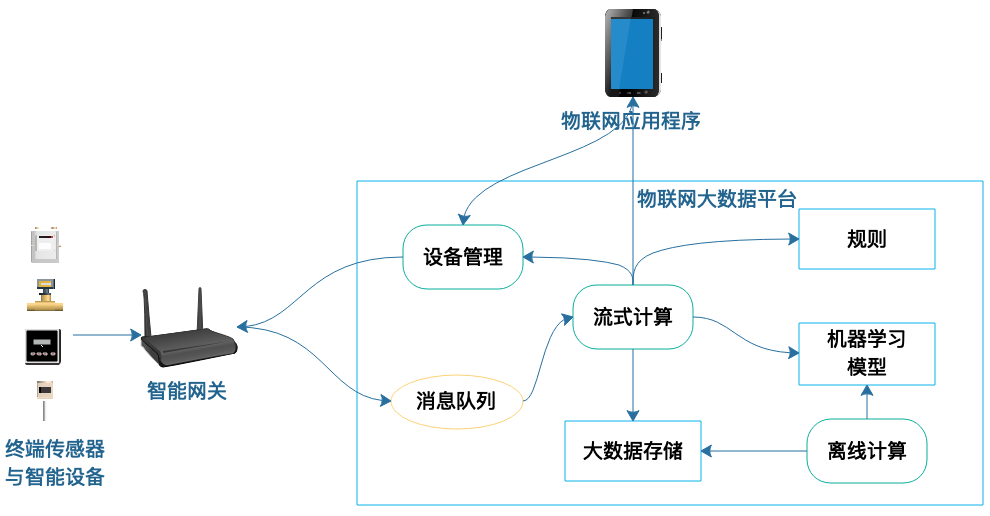 物联网应用程序
物联网大数据平台
设备管理
规则
流式计算
机器学习
模型
智能网关
消息队列
大数据存储
离线计算
终端传感器
与智能设备